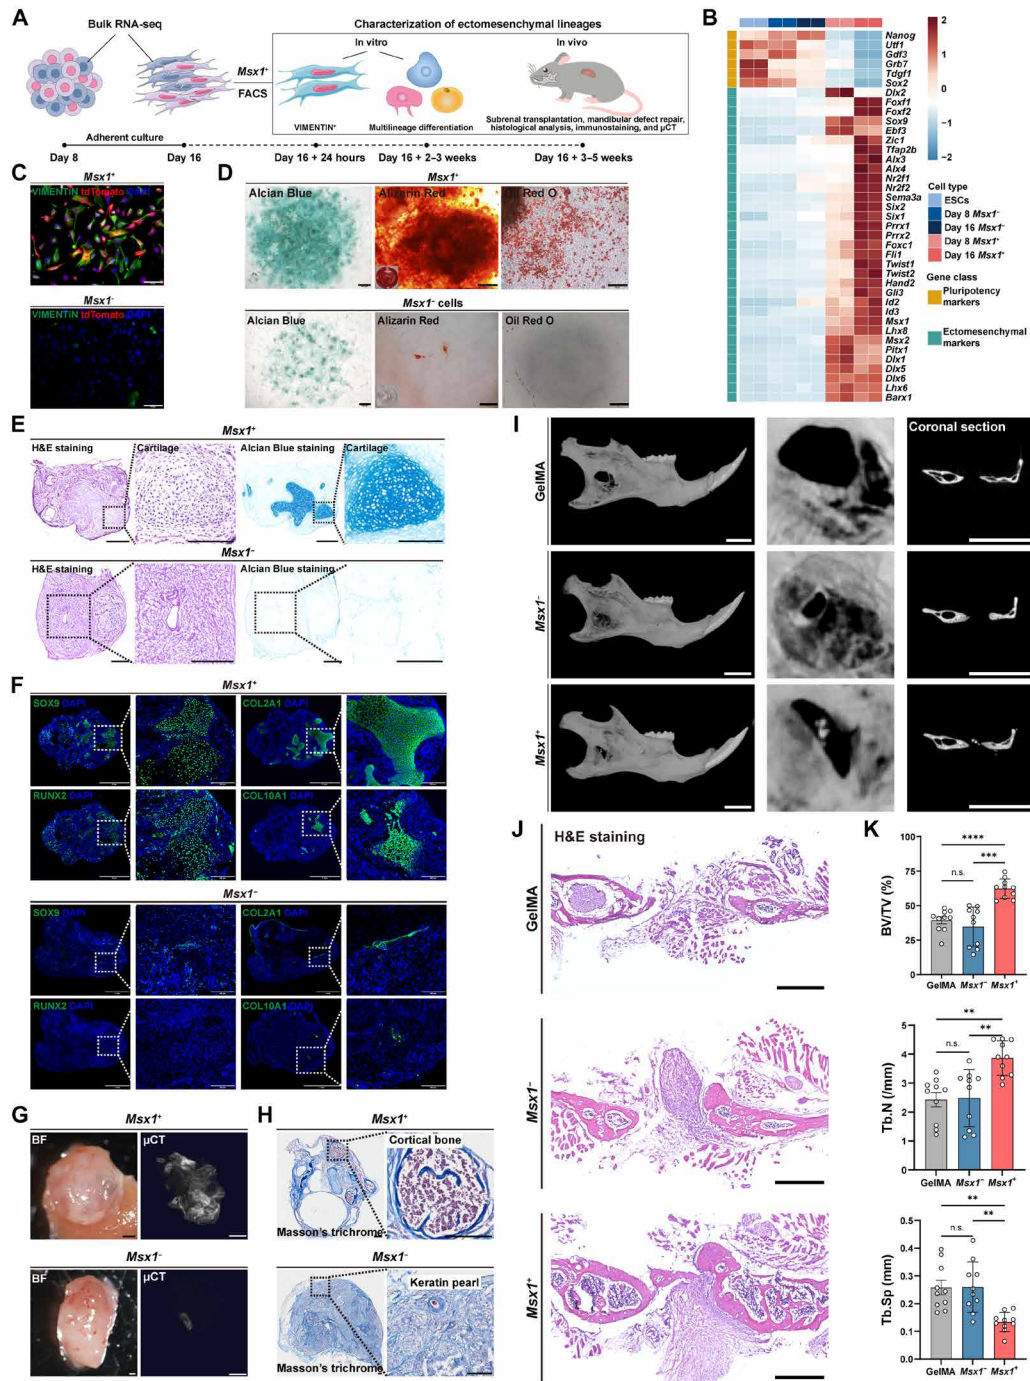 A
Bulk RNA-seq
Msx1⁺
FACS
Characterization of ectomesenchymal lineages
In vitro
In vivo
VIMENTIN⁺
Multilineage differentiation
Subrenal transplantation, mandibular defect repair,
histological analysis, immunostaining, and µCT
Adherent culture
Day 8
Day 16
Day 16 + 24 hours
Day 16 + 2–3 weeks
Day 16 + 3–5 weeks
B
Nanog
Utf1
Gdf3
Grb7
Tdgf1
Sox2
Dlx2
Foxf1
Foxf2
Sox9
Ebf3
Zic1
Tfap2b
Alx3
Alx4
Nr2f1
Nr2f2
Sema3a
Six2
Six1
Prrx1
Prrx2
Foxc1
Fli1
Twist1
Twist2
Hand2
Gli3
Id2
Id3
Msx1
Lhx8
Msx2
Pitx1
Dlx1
Dlx5
Dlx6
Lhx6
Barx1
2
1
0
−1
−2
Cell type
ESCs
Day 8 Msx1⁻
Day 16 Msx1⁻
Day 8 Msx1⁺
Day 16 Msx1⁺
Gene class
Pluripotency
markers
Ectomesenchymal
markers
C
Msx1⁺
VIMENTIN tdTomato DAPI
Msx1⁻
VIMENTIN tdTomato DAPI
D
Msx1⁺
Alcian Blue
Alizarin Red
Oil Red O
Msx1⁻ cells
Alcian Blue
Alizarin Red
Oil Red O
E
Msx1⁺
H&E staining
Cartilage
Alcian Blue staining
Cartilage
Msx1⁻
H&E staining
Alcian Blue staining
F
Msx1⁺
SOX9 DAPI
COL2A1 DAPI
RUNX2 DAPI
COL10A1 DAPI
Msx1⁻
SOX9 DAPI
COL2A1 DAPI
RUNX2 DAPI
COL10A1 DAPI
G
Msx1⁺
BF
µCT
Msx1⁻
BF
µCT
H
Msx1⁺
Cortical bone
Masson's trichrome
Masson's trichrome
Msx1⁻
Keratin pearl
Masson's trichrome
Masson's trichrome
I
Coronal section
GelMA
Msx1⁻
Msx1⁺
J
H&E staining
GelMA
Msx1⁻
Msx1⁺
K
BV/TV (%)
100
75
50
25
0
****
***
n.s.
GelMA Msx1⁻ Msx1⁺
Tb.N (/mm)
5
4
3
2
1
0
**
**
n.s.
GelMA Msx1⁻ Msx1⁺
Tb.Sp (mm)
0.5
0.4
0.3
0.2
0.1
0.0
**
**
n.s.
GelMA Msx1⁻ Msx1⁺